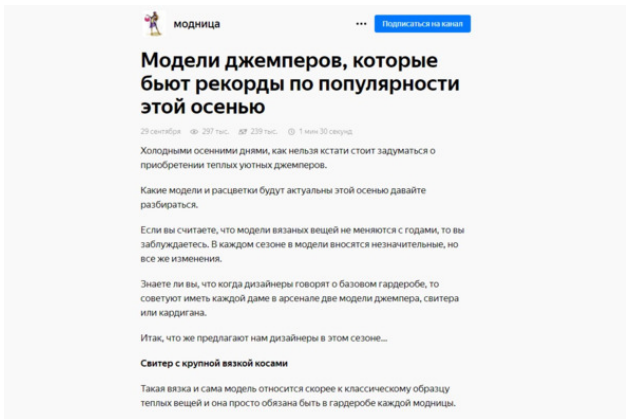 модница
Подписаться на канал
Модели джемперов, которые
бьют рекорды по популярности
этой осенью
29 сентября 297 тыс. 239 тыс. 1 мин 30 секунд
Холодными осенними днями, как нельзя кстати стоит задуматься о
приобретении теплых уютных джемперов.
Какие модели и расцветки будут актуальны этой осенью давайте
разбираться.
Если вы считаете, что модели вязаных вещей не меняются с годами, то вы
заблуждаетесь. В каждом сезоне в модели вносятся незначительные, но
все же изменения.
Знаете ли вы, что когда дизайнеры говорят о базовом гардеробе, то
советуют иметь каждой даме в арсенале две модели джемпера, свитера
или кардигана.
Итак, что же предлагают нам дизайнеры в этом сезоне...
Свитер с крупной вязкой косами
Такая вязка и сама модель относится скорее к классическому образцу
теплых вещей и она просто обязана быть в гардеробе каждой модницы.